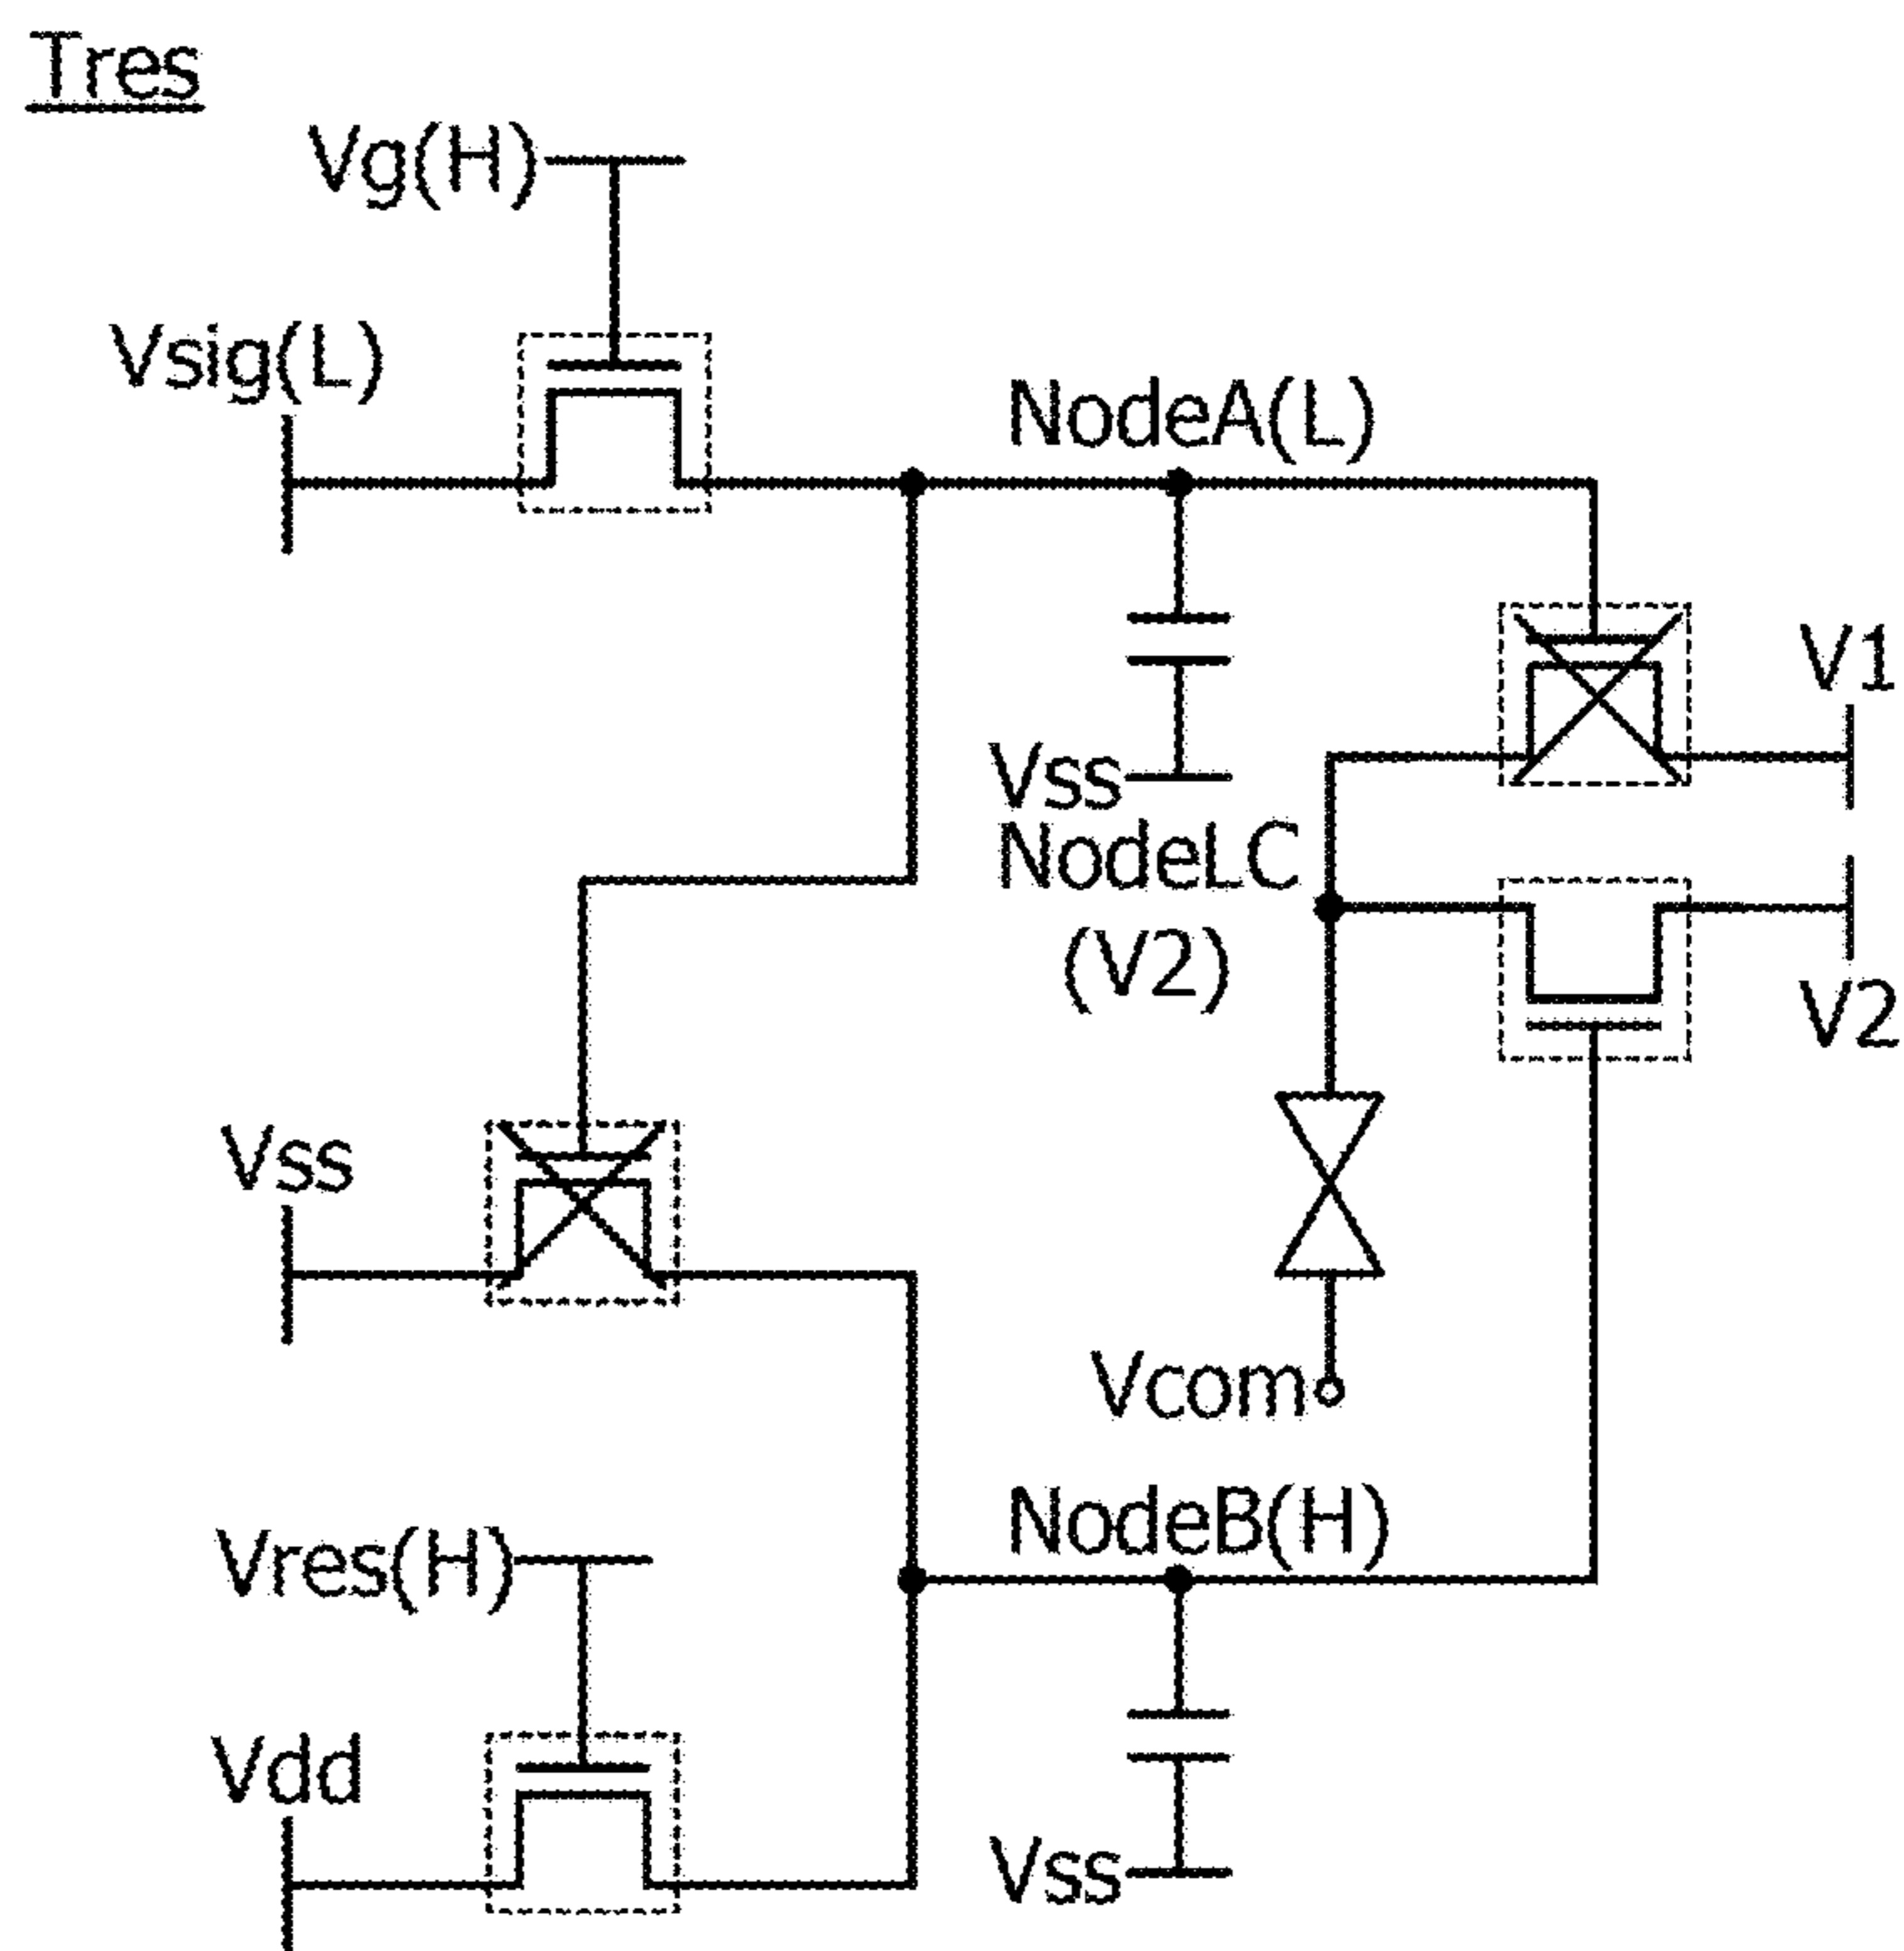 Tres
Vg(H)
Vsig(L)
NodeA(L)
V1
Vss
NodeLC
(V2)
V2
Vss
Vcom
NodeB(H)
Vres(H)
Vdd
Vss